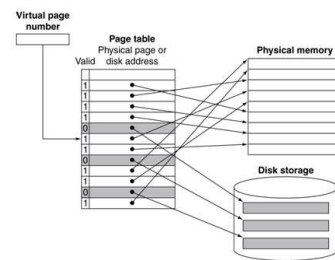 Virtual page
number
Page table
Physical page or
Valid disk address
Physical memory
1
1
1
1
0
1
1
0
1
1
0
1
Disk storage